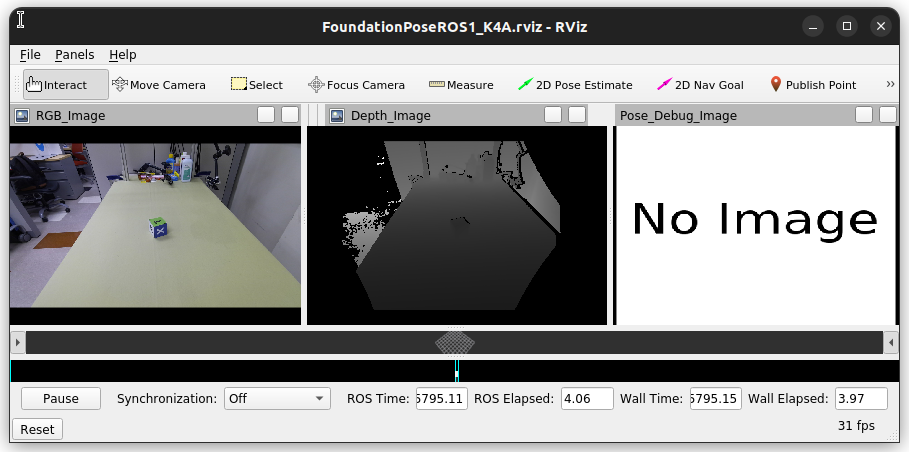 FoundationPoseROS1_K4A.rviz - RViz
File Panels Help
Interact Move Camera Select Focus Camera Measure 2D Pose Estimate 2D Nav Goal Publish Point »
RGB_Image Depth_Image Pose_Debug_Image
X
No Image
Pause Synchronization: Off ROS Time: 5795.11 ROS Elapsed: 4.06 Wall Time: 5795.15 Wall Elapsed: 3.97
Reset 31 fps